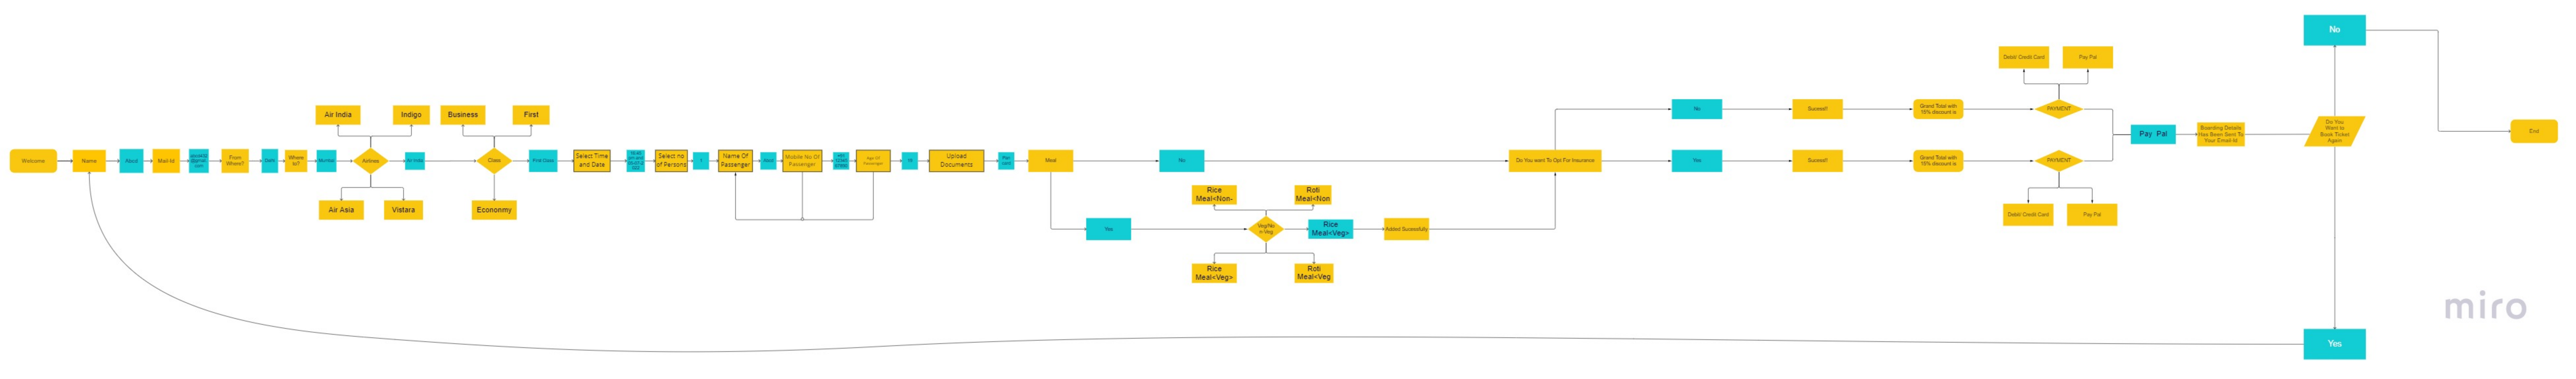 Welcome
Name
Abcd
Mail-Id
From
Where?
Delhi
Where
to?
Mumbai
Airlines
Air India
Indigo
Air Asia
Vistara
Air India
Class
Business
First
Econonmy
First Class
Select Time
and Date
Select no
of Persons
1
Name Of
Passenger
Abcd
Mobile No.Of
Passenger
Age Of
Passenger
Upload
Documents
Pan
card
Meal
No
Yes
Veg/No
n-Veg
Rice
Meal<Non-
Roti
Meal<Non
Rice
Meal<Veg>
Roti
Meal<Veg
Rice
Meal<Veg>
Added Sucessfully
Do You want To Opt For Insurance
No
Sucess!!
Grand Total with
15% discount is
PAYMENT
Debit/ Credit Card
Pay Pal
Yes
Sucess!!
Grand Total with
15% discount is
PAYMENT
Debit/ Credit Card
Pay Pal
Pay Pal
Boarding Details
Has Been Sent To
Your Email Id
Do You
Want to
Book Ticket
Again
No
Yes
End
miro